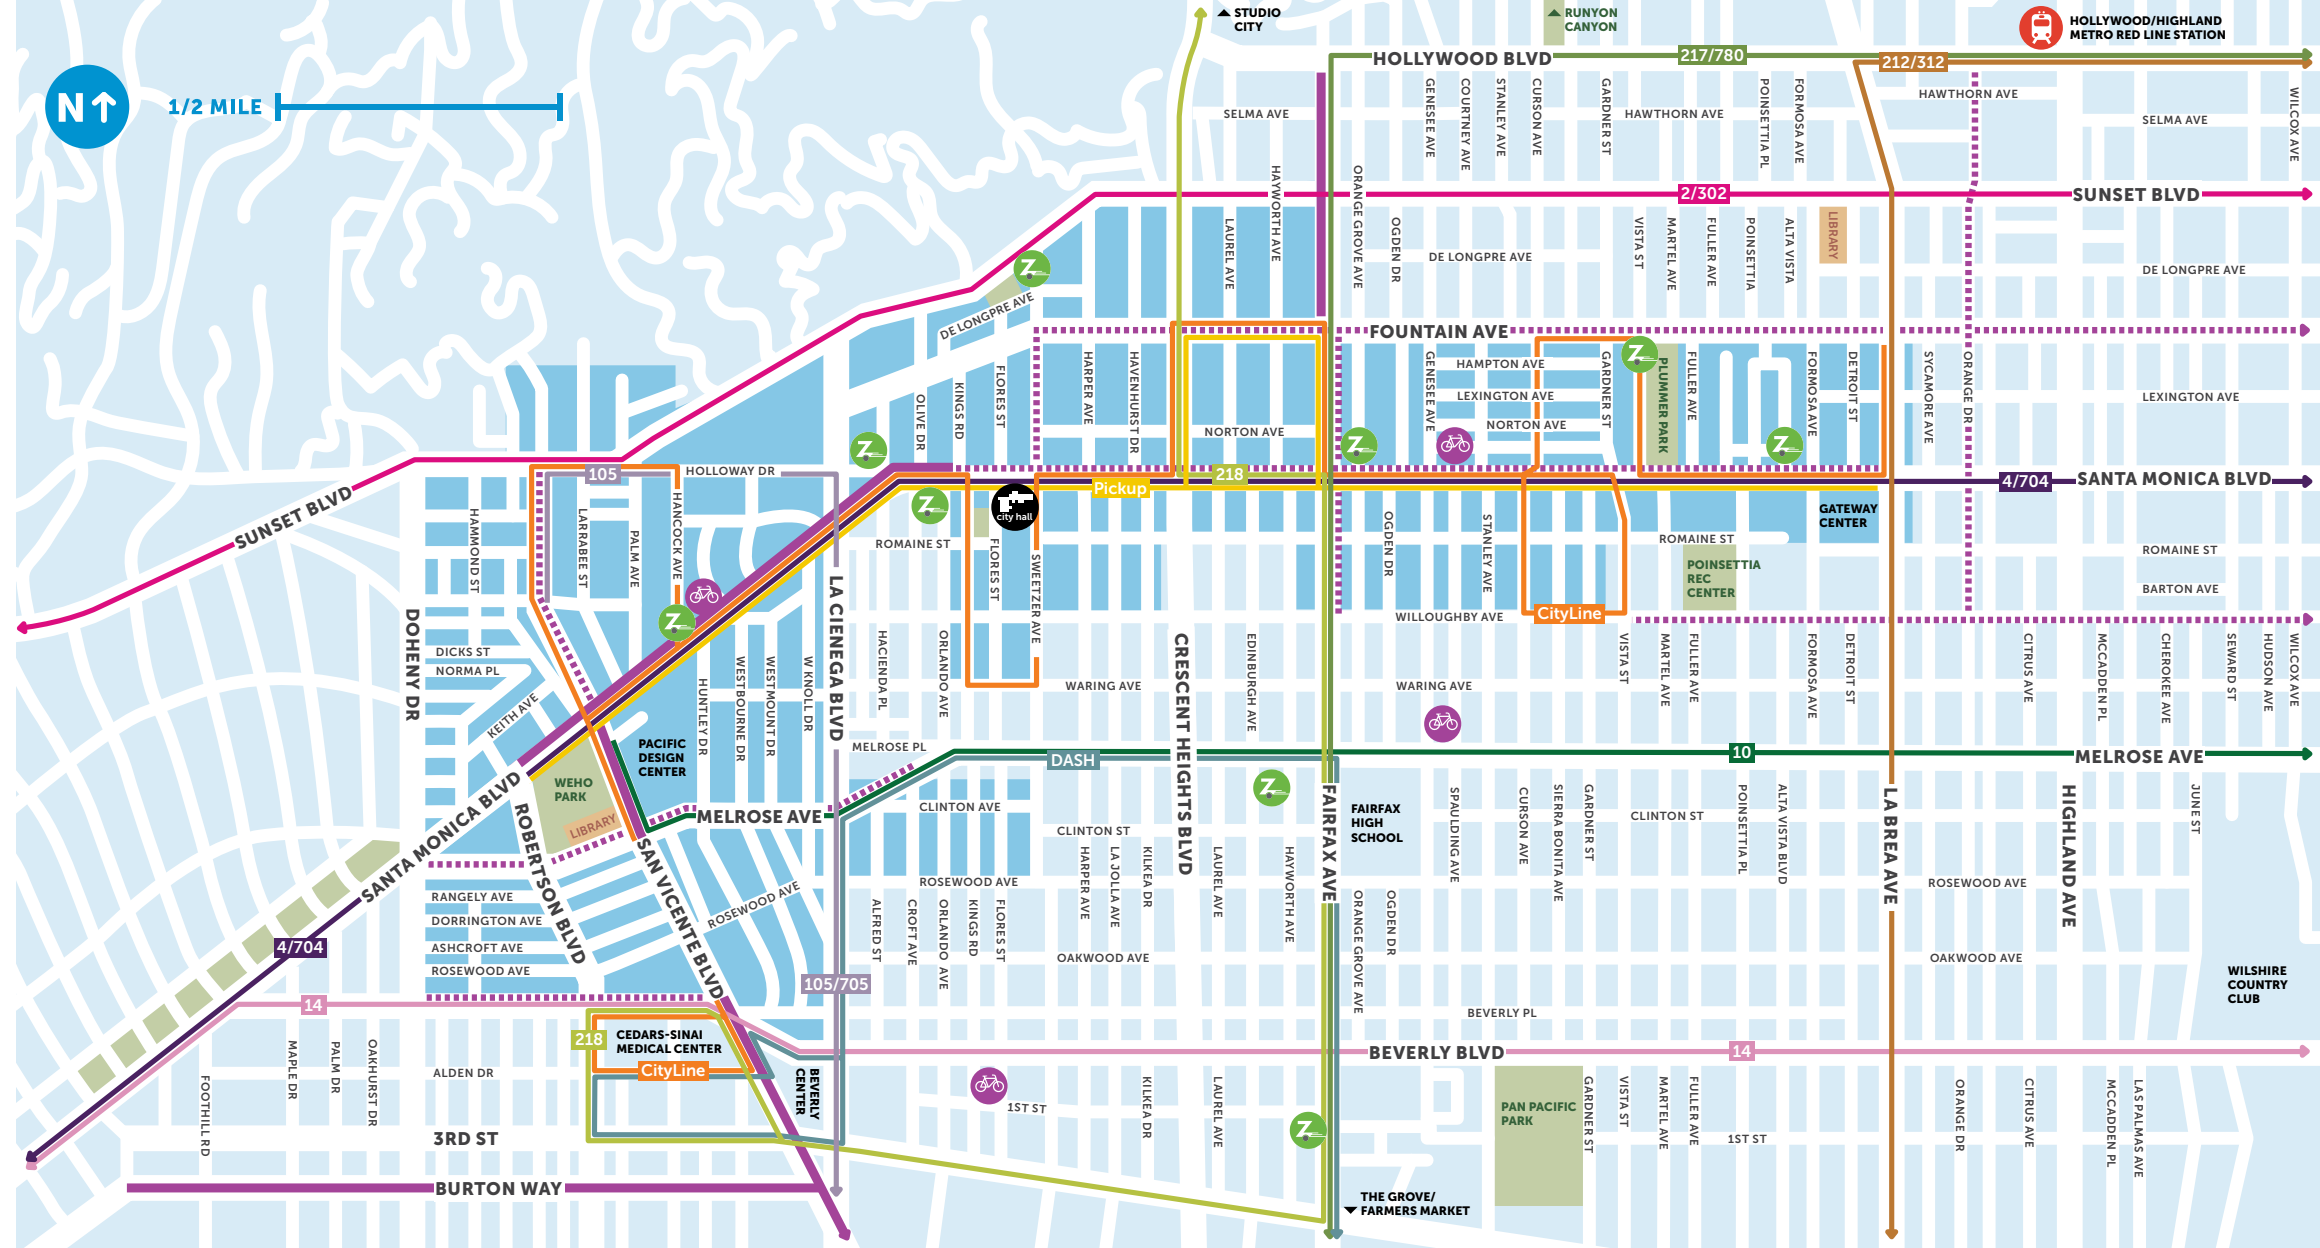 STUDIO
CITY
RUNYON
CANYON
HOLLYWOOD/HIGHLAND
METRO RED LINE STATION
N
1/2 MILE
HOLLYWOOD BLVD
217/780
212/312
SELMA AVE
GENESEE AVE
COURTNEY AVE
STANLEY AVE
CURSON AVE
GARDNER ST
HAWTHORN AVE
POINSETTIA PL
FORMOSA AVE
HAWTHORN AVE
SELMA AVE
WILCOX AVE
HAYWORTH AVE
ORANGE GROVE AVE
2/302
SUNSET BLVD
LAUREL AVE
OGDEN DR
DE LONGPRE AVE
VISTA ST
MARTEL AVE
FULLER AVE
POINSETTIA
ALTA VISTA
LIBRARY
DE LONGPRE AVE
Z
DE LONGPRE AVE
FOUNTAIN AVE
OLIVE DR
KINGS RD
FLORES ST
HARPER AVE
HAVENHURST DR
NORTON AVE
GENESEE AVE
HAMPTON AVE
LEXINGTON AVE
NORTON AVE
GARDNER ST
Z
PLUMMER PARK
FULLER AVE
FORMOSA AVE
DETROIT ST
SYCAMORE AVE
ORANGE DR
LEXINGTON AVE
Z
Z
Z
105
HOLLOWAY DR
218
Pickup
4/704
SANTA MONICA BLVD
SUNSET BLVD
HAMMOND ST
LARRABEE ST
PALM AVE
HANCOCK AVE
Z
city hall
GATEWAY
CENTER
ROMAINE ST
FLORES ST
SWEETZER AVE
OGDEN DR
STANLEY AVE
ROMAINE ST
POINSETTIA
REC
CENTER
ROMAINE ST
BARTON AVE
LA CIENEGA BLVD
Z
WILLOUGHBY AVE
CityLine
DOHENY DR
DICKS ST
NORMA PL
KEITH AVE
HUNTLEY DR
WESTBOURNE DR
WESTMOUNT DR
W KNOLL DR
HACIENDA PL
ORLANDO AVE
WARING AVE
CRESCENT HEIGHTS BLVD
EDINBURGH AVE
WARING AVE
VISTA ST
MARTEL AVE
FULLER AVE
FORMOSA AVE
DETROIT ST
CITRUS AVE
MCCADDEN PL
CHEROKEE AVE
SEWARD ST
HUDSON AVE
WILCOX AVE
PACIFIC
DESIGN
CENTER
MELROSE PL
DASH
10
MELROSE AVE
WEHO
PARK
LIBRARY
MELROSE AVE
SANTA MONICA BLVD
ROBERTSON BLVD
SAN VICENTE BLVD
CLINTON AVE
CLINTON ST
Z
FAIRFAX AVE
FAIRFAX
HIGH
SCHOOL
SPAULDING AVE
CURSON AVE
SIERRA BONITA AVE
GARDNER ST
CLINTON ST
POINSETTIA PL
ALTA VISTA BLVD
LA BREA AVE
HIGHLAND AVE
JUNE ST
RANGELY AVE
DORRINGTON AVE
ASHCROFT AVE
ROSEWOOD AVE
ROSEWOOD AVE
ROSEWOOD AVE
HARPER AVE
LA JOLLA AVE
KILKEA DR
LAUREL AVE
HAYWORTH AVE
ROSEWOOD AVE
ALFRED ST
CROFT AVE
ORLANDO AVE
KINGS RD
FLORES ST
OAKWOOD AVE
ORANGE GROVE AVE
OGDEN DR
OAKWOOD AVE
4/704
105/705
WILSHIRE
COUNTRY
CLUB
14
BEVERLY PL
218
CEDARS-SINAI
MEDICAL CENTER
CityLine
BEVERLY BLVD
14
FOOTHILL RD
MAPLE DR
PALM DR
OAKHURST DR
ALDEN DR
BEVERLY
CENTER
1ST ST
KILKEA DR
LAUREL AVE
Z
PAN PACIFIC
PARK
GARDNER ST
VISTA ST
MARTEL AVE
FULLER AVE
1ST ST
ORANGE DR
CITRUS AVE
MCCADDEN PL
LAS PALMAS AVE
3RD ST
BURTON WAY
THE GROVE/
FARMERS MARKET